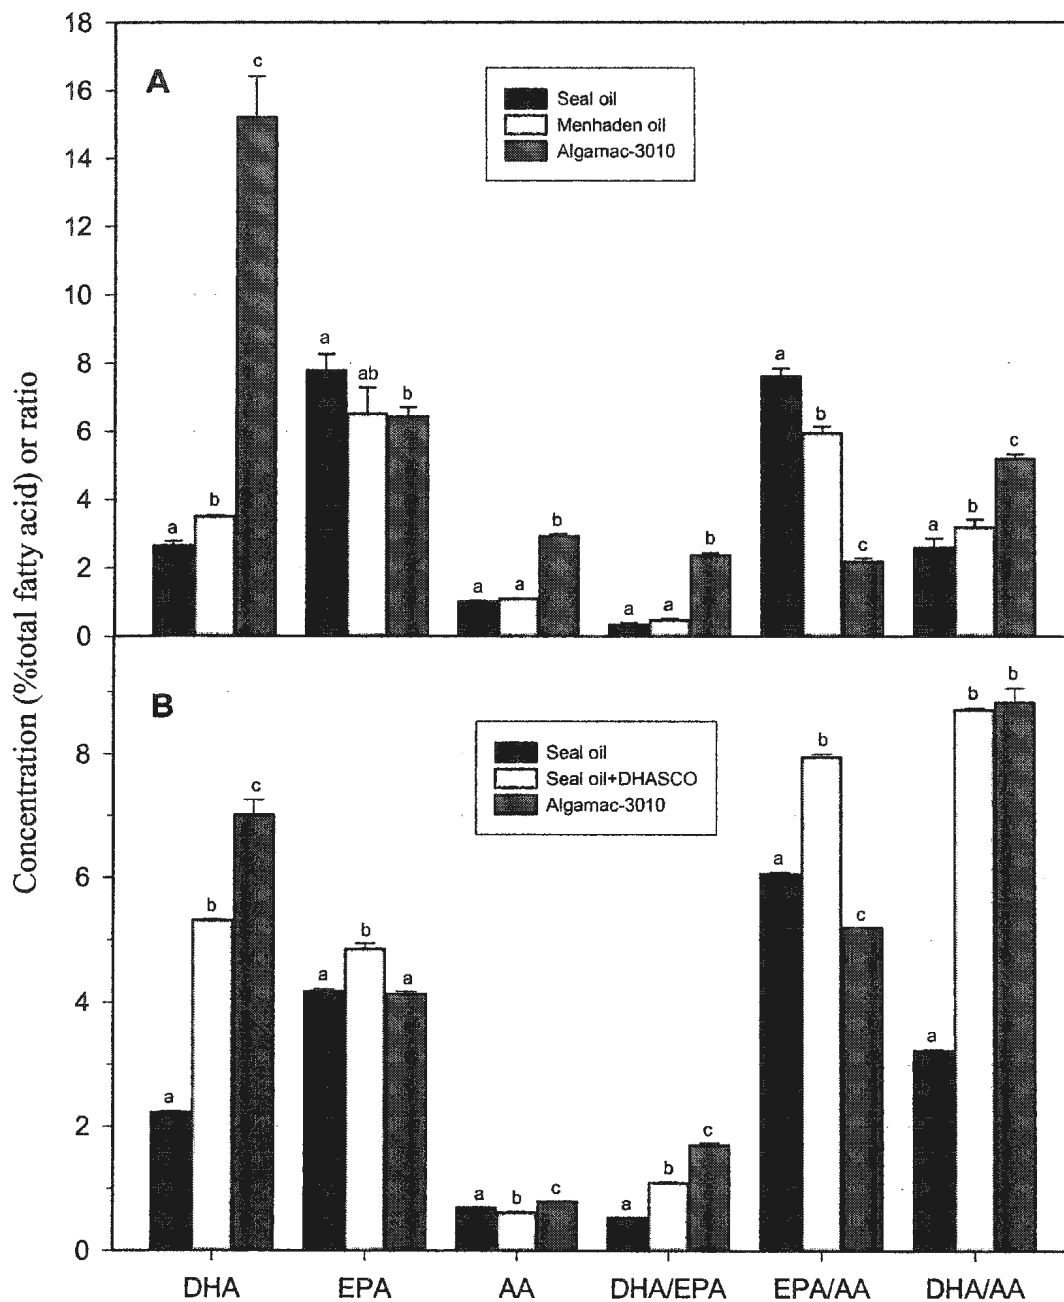 Concentration (%total fatty acid) or ratio
18
16
14
12
10
8
6
4
2
0
A
Seal oil
Menhaden oil
Algamac-3010
a
b
c
a
ab
b
a
a
b
a
a
b
a
b
c
a
b
c
8
6
4
2
0
B
Seal oil
Seal oil+DHASCO
Algamac-3010
a
b
c
a
b
a
a
b
c
a
b
c
a
b
c
a
b
b
DHA EPA AA DHA/EPA EPA/AA DHA/AA